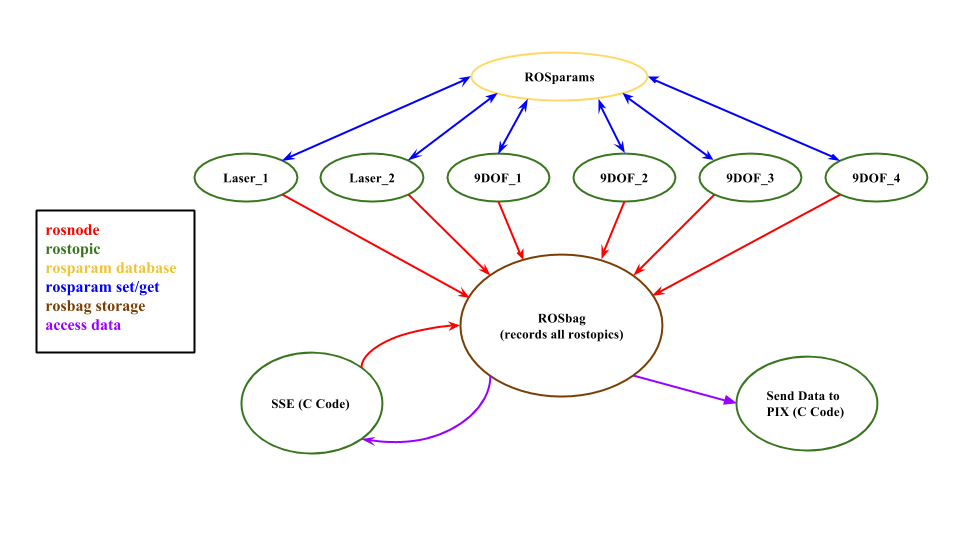 ROSparams
Laser_1
Laser_2
9DOF_1
9DOF_2
9DOF_3
9DOF_4
rosnode
rostopic
rosparam database
rosparam set/get
rosbag storage
access data
ROSbag
(records all rostopics)
SSE (C Code)
Send Data to
PIX (C Code)